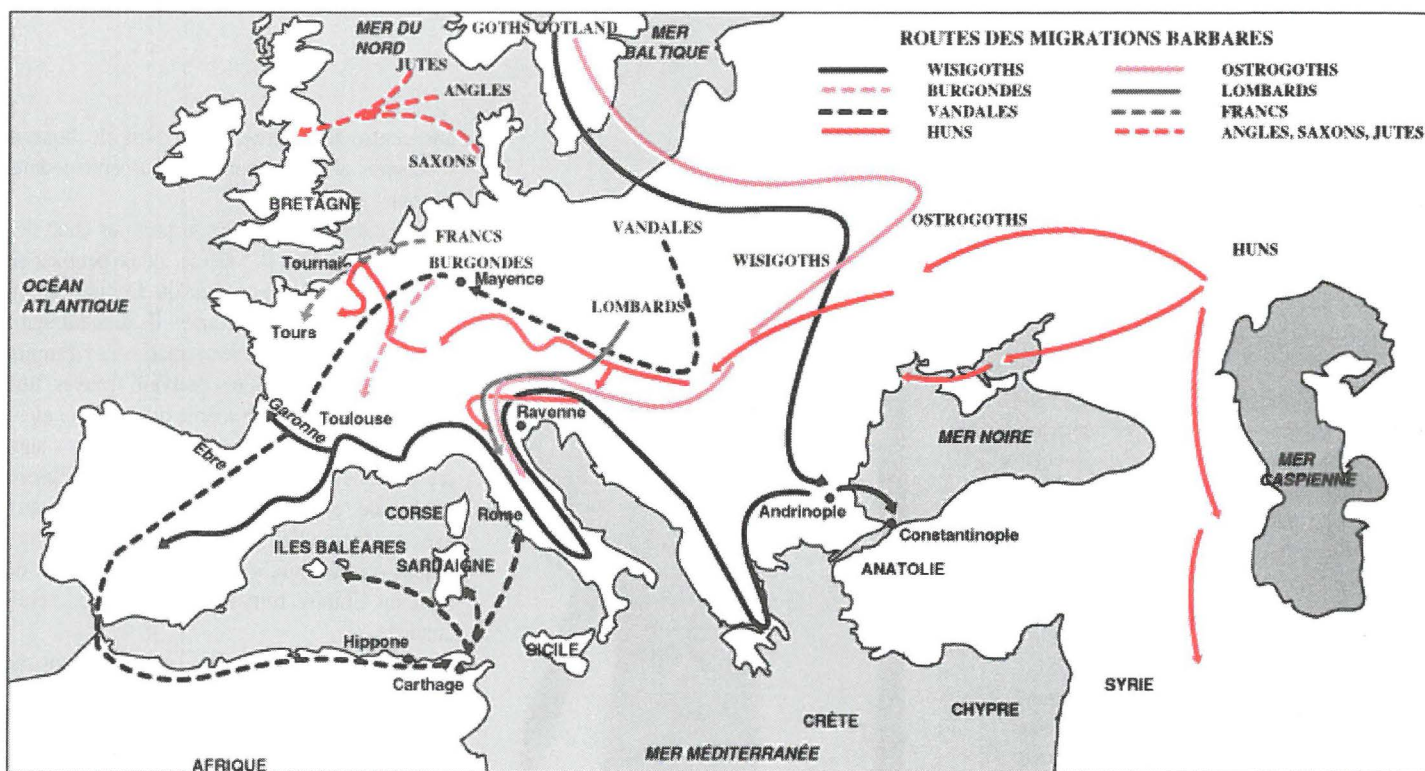 ROUTES DES MIGRATIONS BARBARES
WISIGOTHS
BURGONDES
VANDALES
HUNS
OSTROGOTHS
LOMBARDS
FRANCS
ANGLES, SAXONS, JUTES
MER DU
NORD
GOTHS GOTLAND
MER
BALTIQUE
JUTES
ANGLES
SAXONS
BRETAGNE
OCÉAN
ATLANTIQUE
FRANCS
BURGONDES
Mayence
Tournai
Tours
VANDALES
LOMBARDS
WISIGOTHS
OSTROGOTHS
HUNS
Garonne
Toulouse
Ebre
Ravenne
MER NOIRE
MER
CASPIENNE
CORSE
Rome
ILES BALÉARES
SARDAIGNE
Andrinople
Constantinople
ANATOLIE
Hippone
Carthage
SICILE
SYRIE
CHYPRE
CRÈTE
MER MÉDITERRANÉE
AFRIQUE